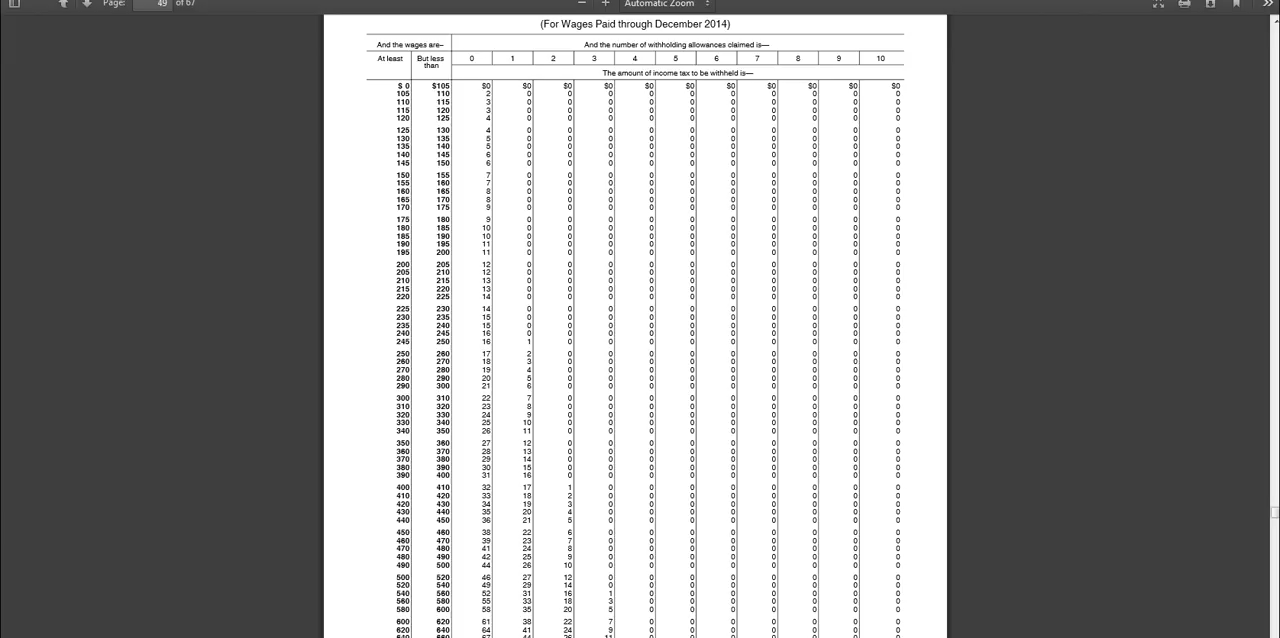 Page: 49 of 67 Automatic Zoom
(For Wages Paid through December 2014)
And the wages are– And the number of withholding allowances claimed is—
At least But less than 0 1 2 3 4 5 6 7 8 9 10
The amount of income tax to be withheld is—
$ 0 $105 $0 $0 $0 $0 $0 $0 $0 $0 $0 $0 $0
105 110 2 0 0 0 0 0 0 0 0 0 0
110 115 3 0 0 0 0 0 0 0 0 0 0
115 120 3 0 0 0 0 0 0 0 0 0 0
120 125 4 0 0 0 0 0 0 0 0 0 0
125 130 4 0 0 0 0 0 0 0 0 0 0
130 135 5 0 0 0 0 0 0 0 0 0 0
135 140 5 0 0 0 0 0 0 0 0 0 0
140 145 6 0 0 0 0 0 0 0 0 0 0
145 150 6 0 0 0 0 0 0 0 0 0 0
150 155 7 0 0 0 0 0 0 0 0 0 0
155 160 7 0 0 0 0 0 0 0 0 0 0
160 165 8 0 0 0 0 0 0 0 0 0 0
165 170 8 0 0 0 0 0 0 0 0 0 0
170 175 9 0 0 0 0 0 0 0 0 0 0
175 180 9 0 0 0 0 0 0 0 0 0 0
180 185 10 0 0 0 0 0 0 0 0 0 0
185 190 10 0 0 0 0 0 0 0 0 0 0
190 195 11 0 0 0 0 0 0 0 0 0 0
195 200 11 0 0 0 0 0 0 0 0 0 0
200 205 12 0 0 0 0 0 0 0 0 0 0
205 210 12 0 0 0 0 0 0 0 0 0 0
210 215 13 0 0 0 0 0 0 0 0 0 0
215 220 13 0 0 0 0 0 0 0 0 0 0
220 225 14 0 0 0 0 0 0 0 0 0 0
225 230 14 0 0 0 0 0 0 0 0 0 0
230 235 15 0 0 0 0 0 0 0 0 0 0
235 240 15 0 0 0 0 0 0 0 0 0 0
240 245 16 0 0 0 0 0 0 0 0 0 0
245 250 16 1 0 0 0 0 0 0 0 0 0
250 260 17 2 0 0 0 0 0 0 0 0 0
260 270 18 3 0 0 0 0 0 0 0 0 0
270 280 19 4 0 0 0 0 0 0 0 0 0
280 290 20 5 0 0 0 0 0 0 0 0 0
290 300 21 6 0 0 0 0 0 0 0 0 0
300 310 22 7 0 0 0 0 0 0 0 0 0
310 320 23 8 0 0 0 0 0 0 0 0 0
320 330 24 9 0 0 0 0 0 0 0 0 0
330 340 25 10 0 0 0 0 0 0 0 0 0
340 350 26 11 0 0 0 0 0 0 0 0 0
350 360 27 12 0 0 0 0 0 0 0 0 0
360 370 28 13 0 0 0 0 0 0 0 0 0
370 380 29 14 0 0 0 0 0 0 0 0 0
380 390 30 15 0 0 0 0 0 0 0 0 0
390 400 31 16 0 0 0 0 0 0 0 0 0
400 410 32 17 1 0 0 0 0 0 0 0 0
410 420 33 18 2 0 0 0 0 0 0 0 0
420 430 34 19 3 0 0 0 0 0 0 0 0
430 440 35 20 4 0 0 0 0 0 0 0 0
440 450 36 21 5 0 0 0 0 0 0 0 0
450 460 38 22 6 0 0 0 0 0 0 0 0
460 470 39 23 7 0 0 0 0 0 0 0 0
470 480 41 24 8 0 0 0 0 0 0 0 0
480 490 42 25 9 0 0 0 0 0 0 0 0
490 500 44 26 10 0 0 0 0 0 0 0 0
500 520 46 27 12 0 0 0 0 0 0 0 0
520 540 49 29 14 0 0 0 0 0 0 0 0
540 560 52 31 16 1 0 0 0 0 0 0 0
560 580 55 33 18 3 0 0 0 0 0 0 0
580 600 58 35 20 5 0 0 0 0 0 0 0
600 620 61 38 22 7 0 0 0 0 0 0 0
620 640 64 41 24 9 0 0 0 0 0 0 0